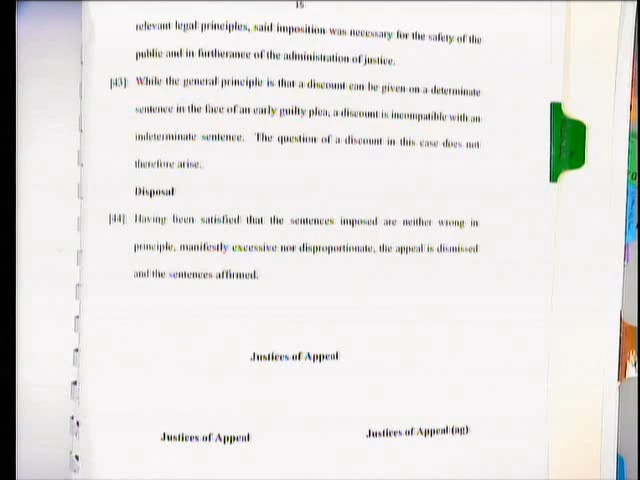 15
relevant legal principles, said imposition was necessary for the safety of the
public and in furtherance of the administration of justice.
[43] While the general principle is that a discount can be given on a determinate
sentence in the face of an early guilty plea, a discount is incompatible with an
indeterminate sentence. The question of a discount in this case does not
therefore arise.
Disposal
[44] Having been satisfied that the sentences imposed are neither wrong in
principle, manifestly excessive nor disproportionate, the appeal is dismissed
and the sentences affirmed.
Justices of Appeal
Justices of Appeal
Justices of Appeal (ag)